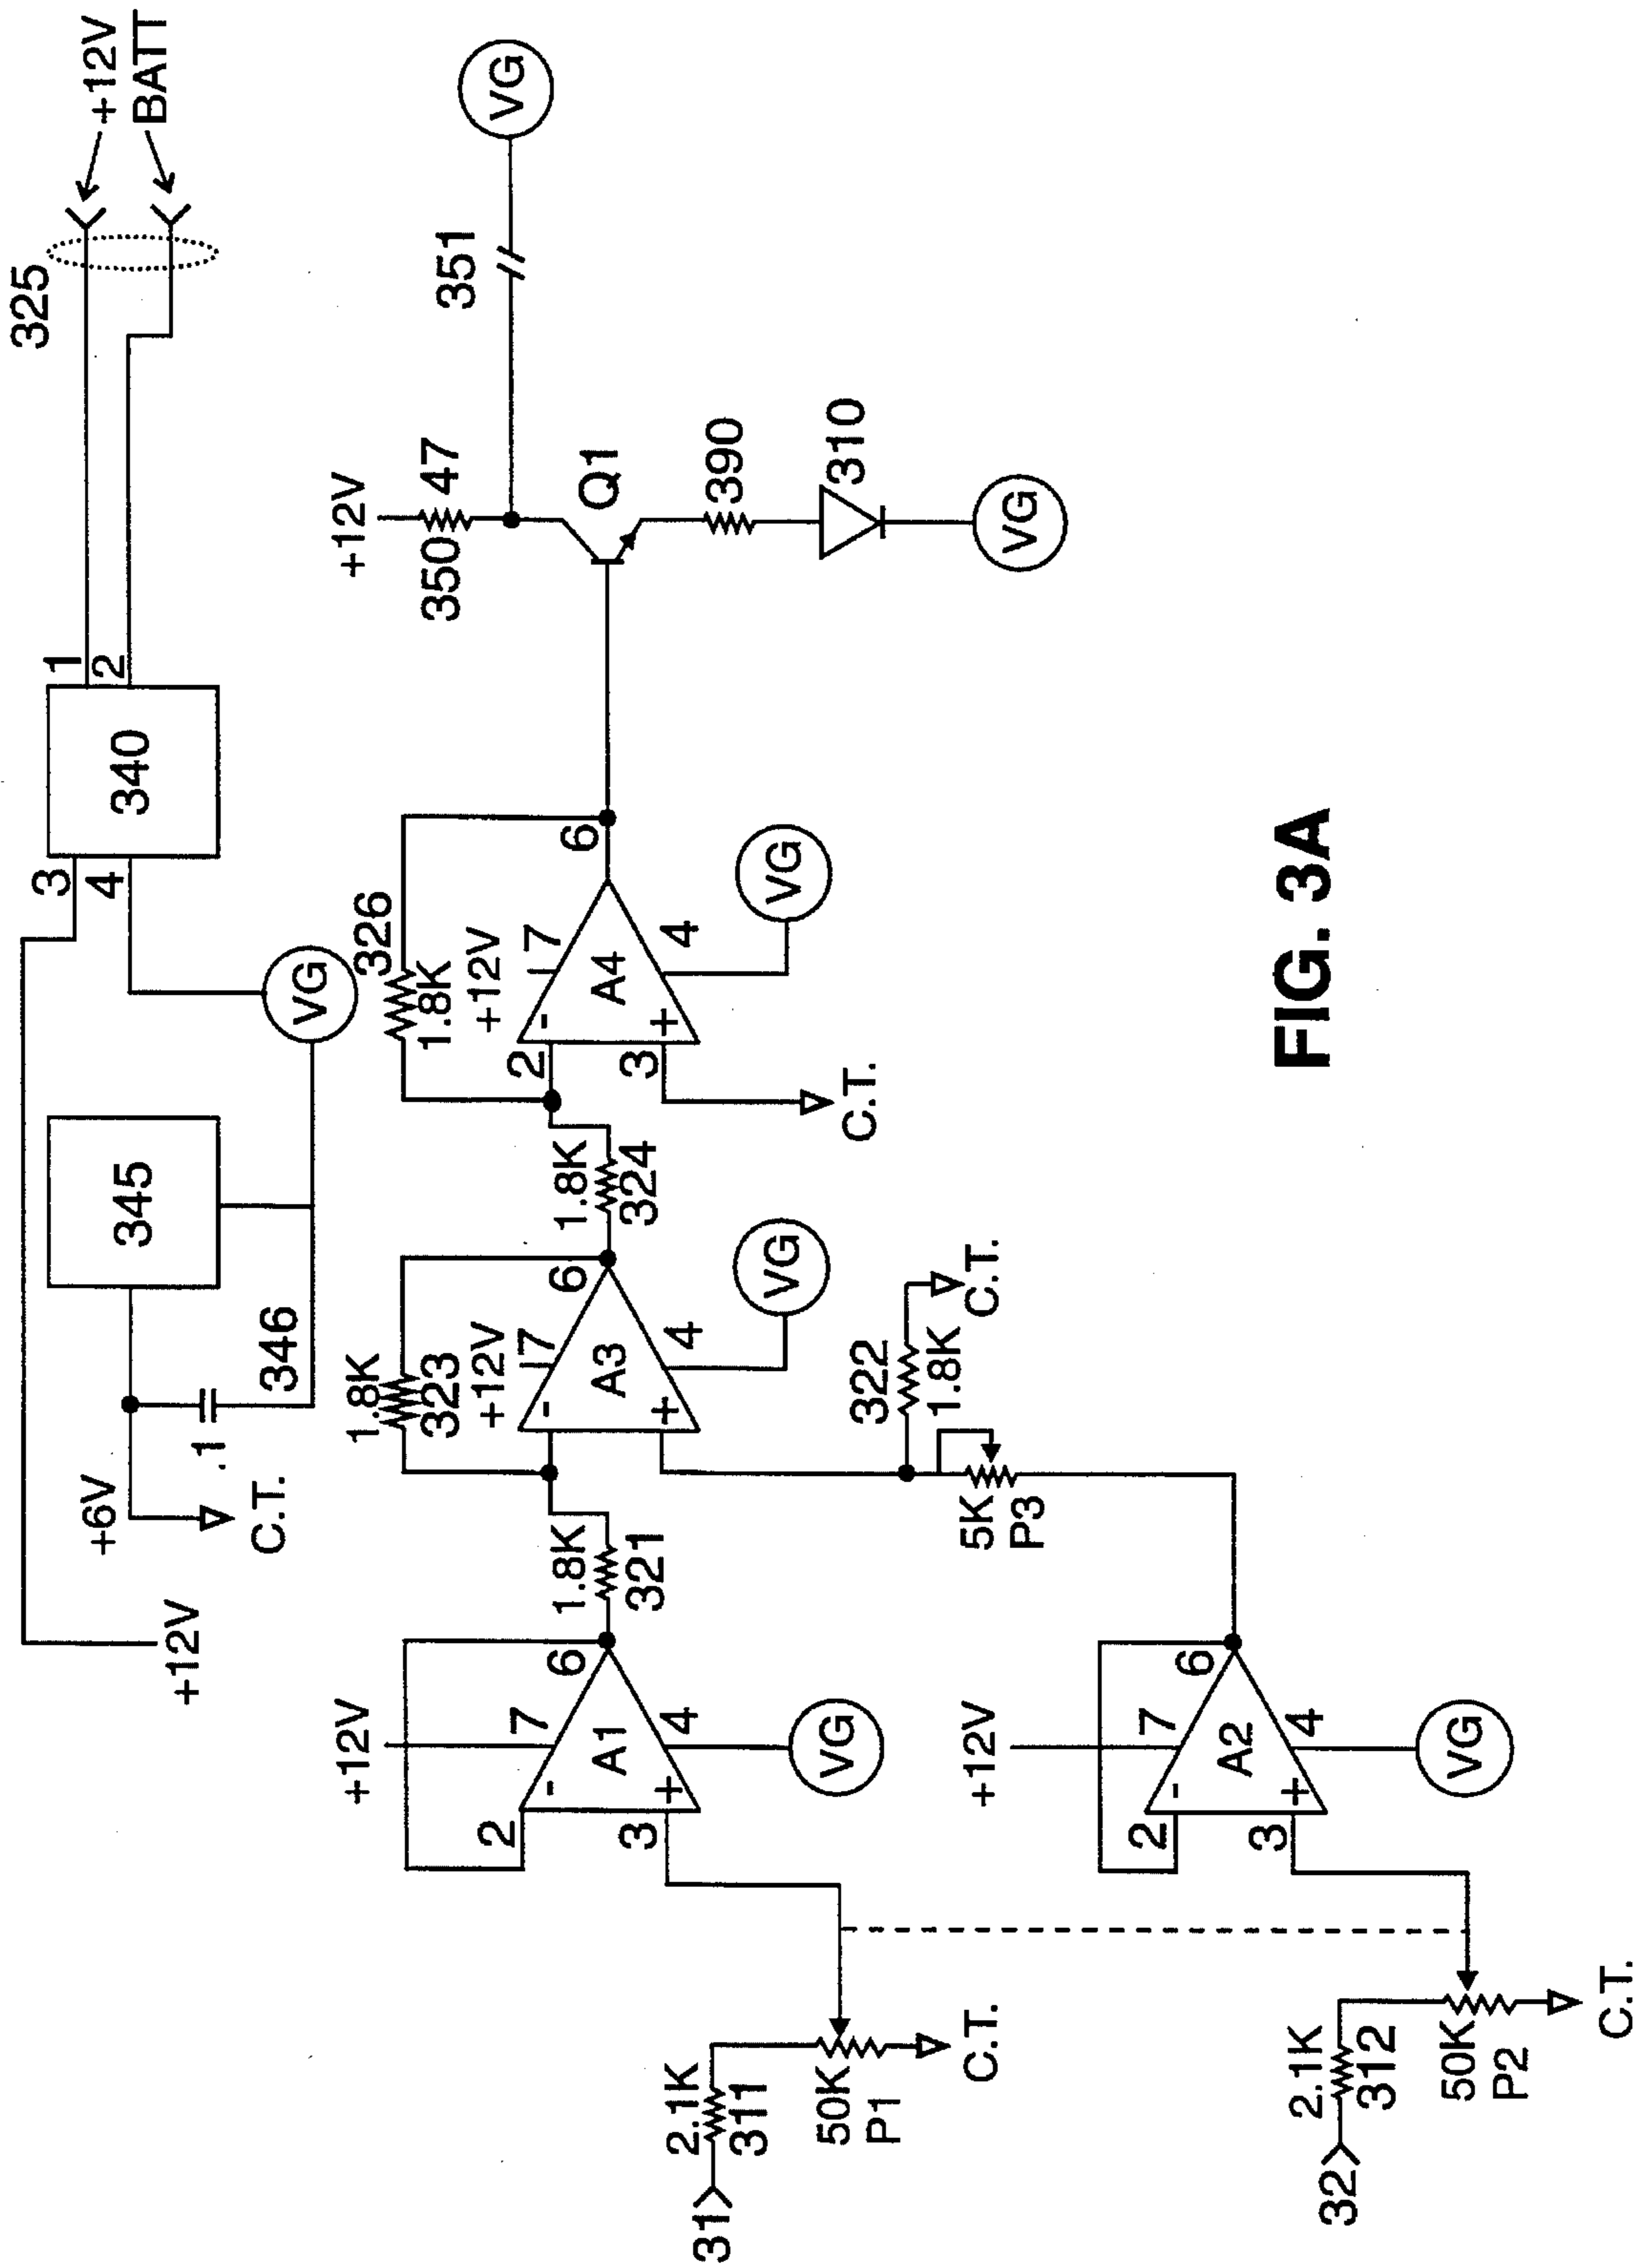 +12V
345
340
3
4
1
2
325
+12V
BATT
+6V
.1
346
C.T.
VG
+12V
2
7
6
3
4
A1
-
+
VG
1.8K
321
1.8K
323
+12V
7
6
4
A3
-
+
VG
1.8K
324
326
1.8K
+12V
2
7
6
3
4
A4
-
+
VG
C.T.
+12V
350
47
351
VG
Q1
390
310
VG
31
2.1K
311
50K
P1
C.T.
322
1.8K
C.T.
5K
P3
+12V
2
7
6
3
4
A2
-
+
VG
32
2.1K
312
50K
P2
C.T.
FIG. 3A